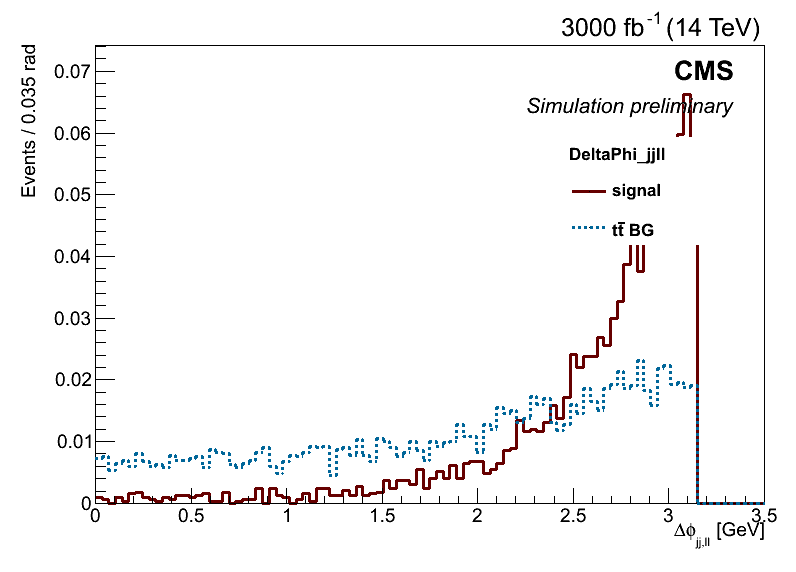 3000 fb⁻¹ (14 TeV)
CMS
Simulation preliminary
DeltaPhi_jjll
signal
tt̄ BG
Events / 0.035 rad
0.07
0.06
0.05
0.04
0.03
0.02
0.01
0
0 0.5 1 1.5 2 2.5 3 3.5
Δϕjj,ll [GeV]